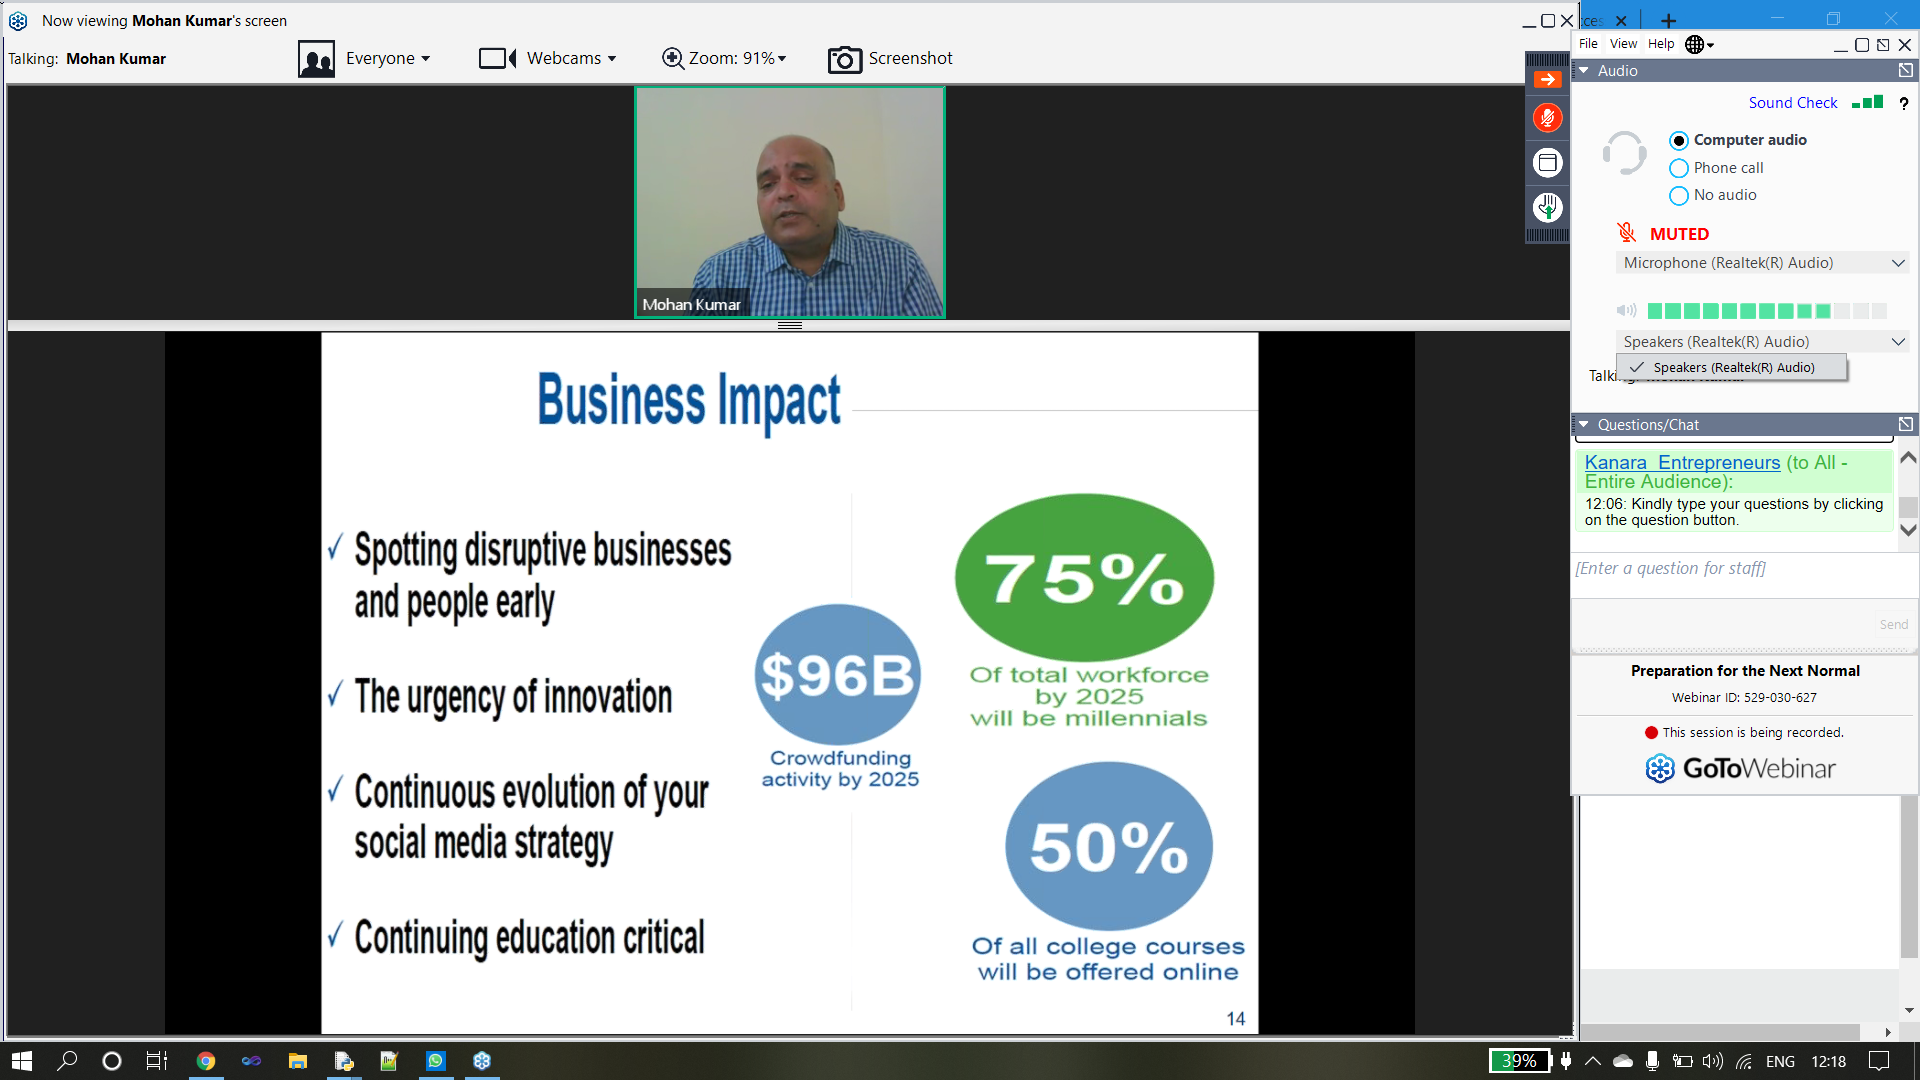 Now viewing Mohan Kumar's screen
Talking: Mohan Kumar
Everyone
Webcams
Zoom: 91%
Screenshot
Mohan Kumar
Business Impact
✓ Spotting disruptive businesses
and people early
✓ The urgency of innovation
✓ Continuous evolution of your
social media strategy
✓ Continuing education critical
$96B
Crowdfunding
activity by 2025
75%
Of total workforce
by 2025
will be millennials
50%
Of all college courses
will be offered online
14
File View Help
Audio
Sound Check
?
Computer audio
Phone call
No audio
MUTED
Microphone (Realtek(R) Audio)
Speakers (Realtek(R) Audio)
Speakers (Realtek(R) Audio)
Questions/Chat
Kanara Entrepreneurs (to All -
Entire Audience):
12:06: Kindly type your questions by clicking
on the question button.
[Enter a question for staff]
Send
Preparation for the Next Normal
Webinar ID: 529-030-627
This session is being recorded.
GoToWebinar
39%
ENG
12:18